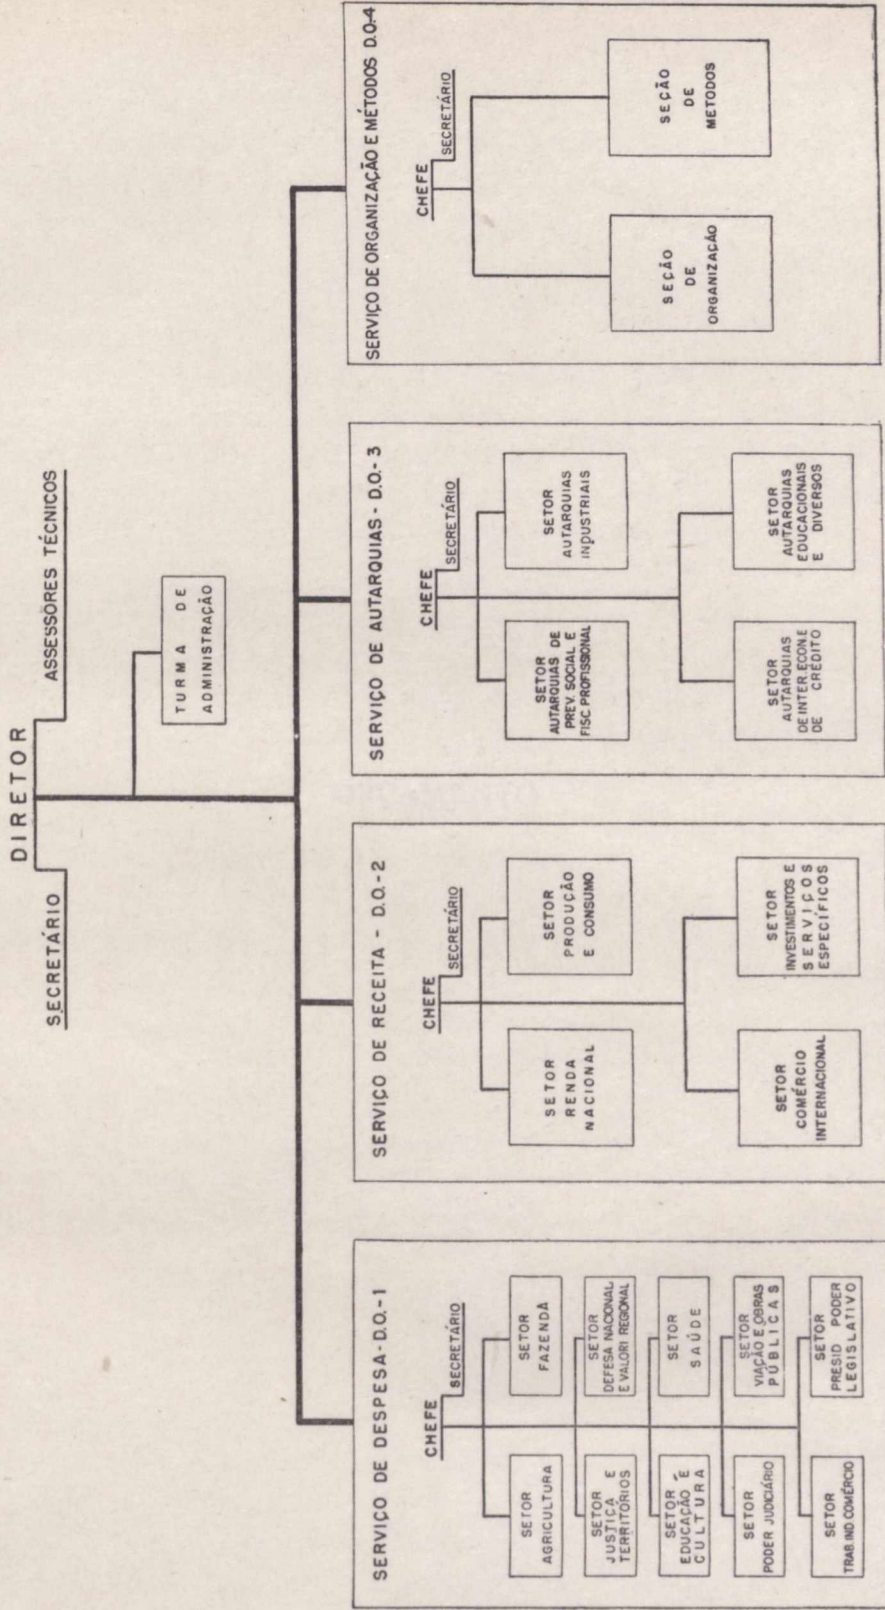 DIRETOR
SECRETÁRIO
ASSESSÔRES TÉCNICOS
TURMA DE
ADMINISTRAÇÃO
SERVIÇO DE DESPESA-D.O.-1
CHEFE
SECRETÁRIO
SETOR
AGRICULTURA
SETOR
FAZENDA
SETOR
JUSTIÇA E
TERRITÓRIOS
SETOR
DEFESA NACIONAL
E VALORI REGIONAL
SETOR
EDUCAÇÃO E
CULTURA
SETOR
SAÚDE
SETOR
PODER JUDICIÁRIO
SETOR
VIAÇÃO E OBRAS
PÚBLICAS
SETOR
TRAB. IND COMÉRCIO
SETOR
PRESID PODER
LEGISLATIVO
SERVIÇO DE RECEITA - D.O.-2
CHEFE
SECRETÁRIO
SETOR
RENDA
NACIONAL
SETOR
PRODUÇÃO
E CONSUMO
SETOR
COMÉRCIO
INTERNACIONAL
SETOR
INVESTIMENTOS E
SERVIÇOS
ESPECÍFICOS
SERVIÇO DE AUTARQUIAS - D.O.-3
CHEFE
SECRETÁRIO
SETOR
AUTARQUIAS DE
PREV. SOCIAL E
FISC. PROFISSIONAL
SETOR
AUTARQUIAS
INDUSTRIAIS
SETOR
AUTARQUIAS
DE INTER. ECON. E
DE CRÉDITO
SETOR
AUTARQUIAS
EDUCACIONAIS
E DIVERSOS
SERVIÇO DE ORGANIZAÇÃO E MÉTODOS D.O.4
CHEFE
SECRETÁRIO
SEÇÃO
DE
ORGANIZAÇÃO
SEÇÃO
DE
METODOS